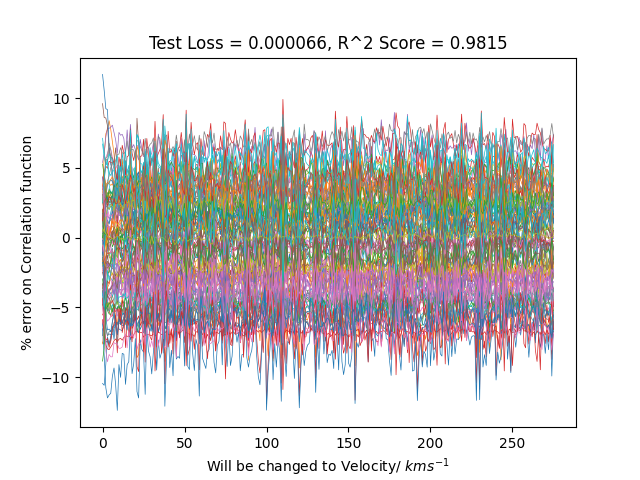 Test Loss = 0.000066, R^2 Score = 0.9815
% error on Correlation function
10
5
0
−5
−10
0 50 100 150 200 250
Will be changed to Velocity/ kms⁻¹